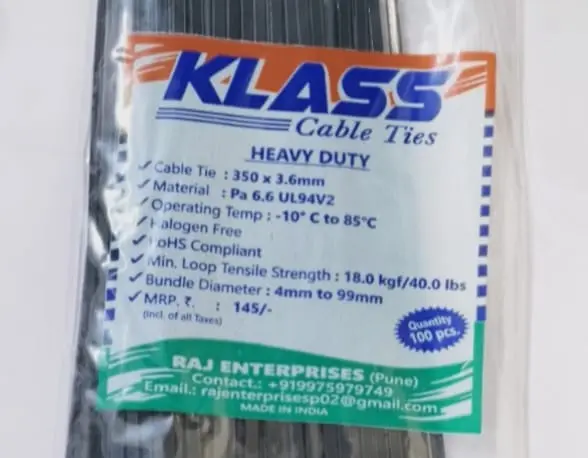 KLASS
Cable Ties
HEAVY DUTY
✓ Cable Tie : 350 x 3.6mm
✓ Material : Pa 6.6 UL94V2
✓ Operating Temp : -10° C to 85°C
✓ Halogen Free
✓ RoHS Compliant
✓ Min. Loop Tensile Strength : 18.0 kgf/40.0 lbs
✓ Bundle Diameter : 4mm to 99mm
✓ MRP. ₹. : 145/-
(incl. of all Taxes)
Quantity
100 pcs.
RAJ ENTERPRISES (Pune)
Contact.: +919975979749
Email.: rajenterprisesp02@gmail.com
MADE IN INDIA